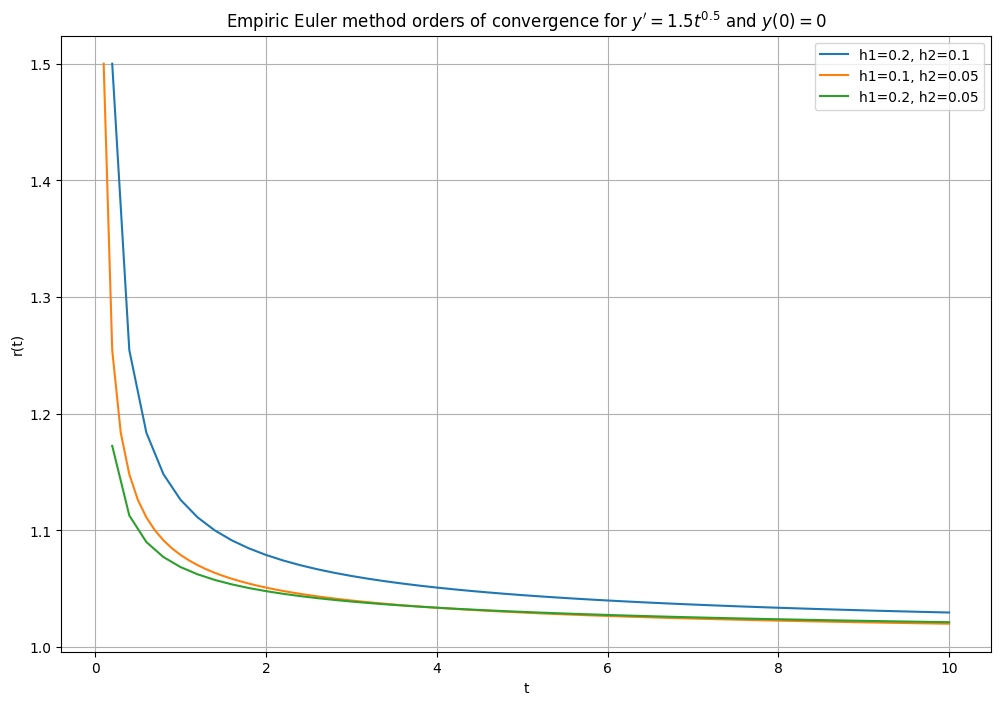 Empiric Euler method orders of convergence for $y' = 1.5t^{0.5}$ and $y(0) = 0$
h1=0.2, h2=0.1
h1=0.1, h2=0.05
h1=0.2, h2=0.05
r(t)
1.5
1.4
1.3
1.2
1.1
1.0
0 2 4 6 8 10
t